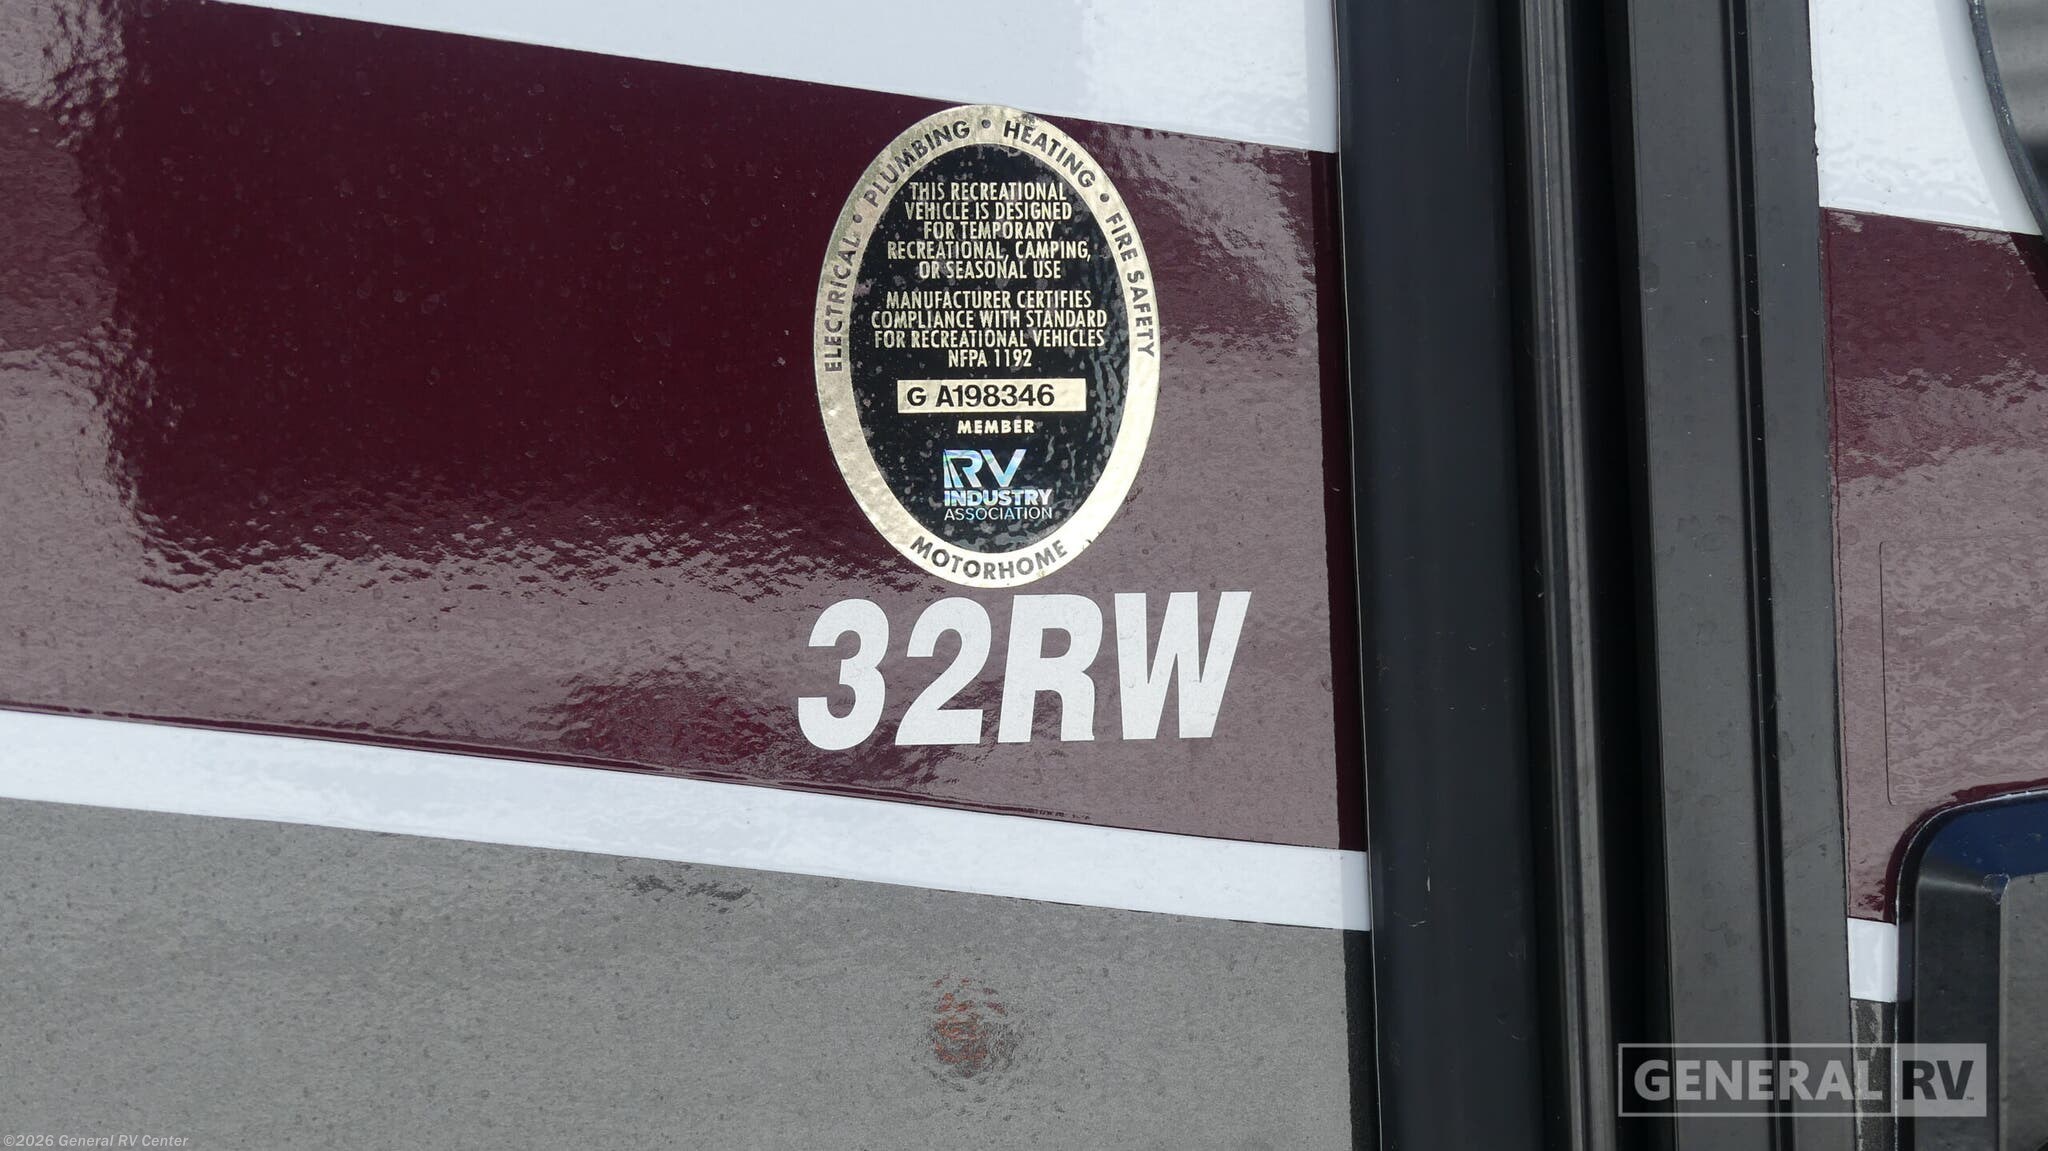 ELECTRICAL • PLUMBING • HEATING • FIRE SAFETY
THIS RECREATIONAL
VEHICLE IS DESIGNED
FOR TEMPORARY
RECREATIONAL, CAMPING,
OR SEASONAL USE
MANUFACTURER CERTIFIES
COMPLIANCE WITH STANDARD
FOR RECREATIONAL VEHICLES
NFPA 1192
G A198346
MEMBER
RV
INDUSTRY
ASSOCIATION
MOTORHOME
32RW
GENERAL RV
©2026 General RV Center